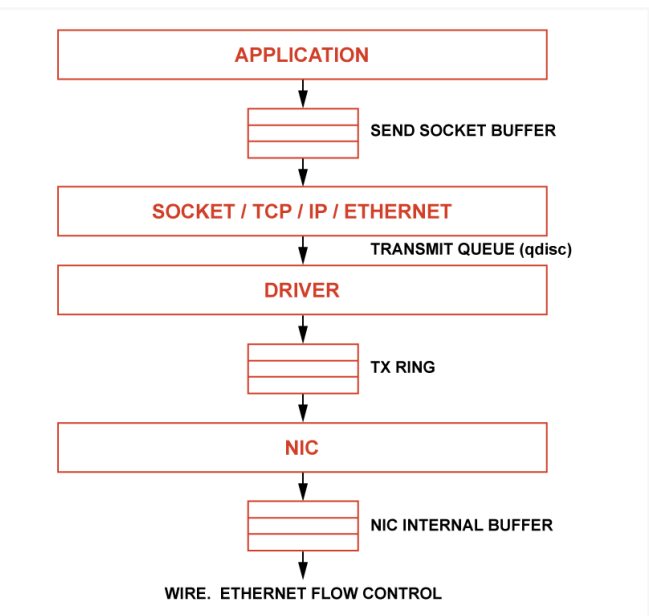 APPLICATION
SEND SOCKET BUFFER
SOCKET / TCP / IP / ETHERNET
TRANSMIT QUEUE (qdisc)
DRIVER
TX RING
NIC
NIC INTERNAL BUFFER
WIRE. ETHERNET FLOW CONTROL